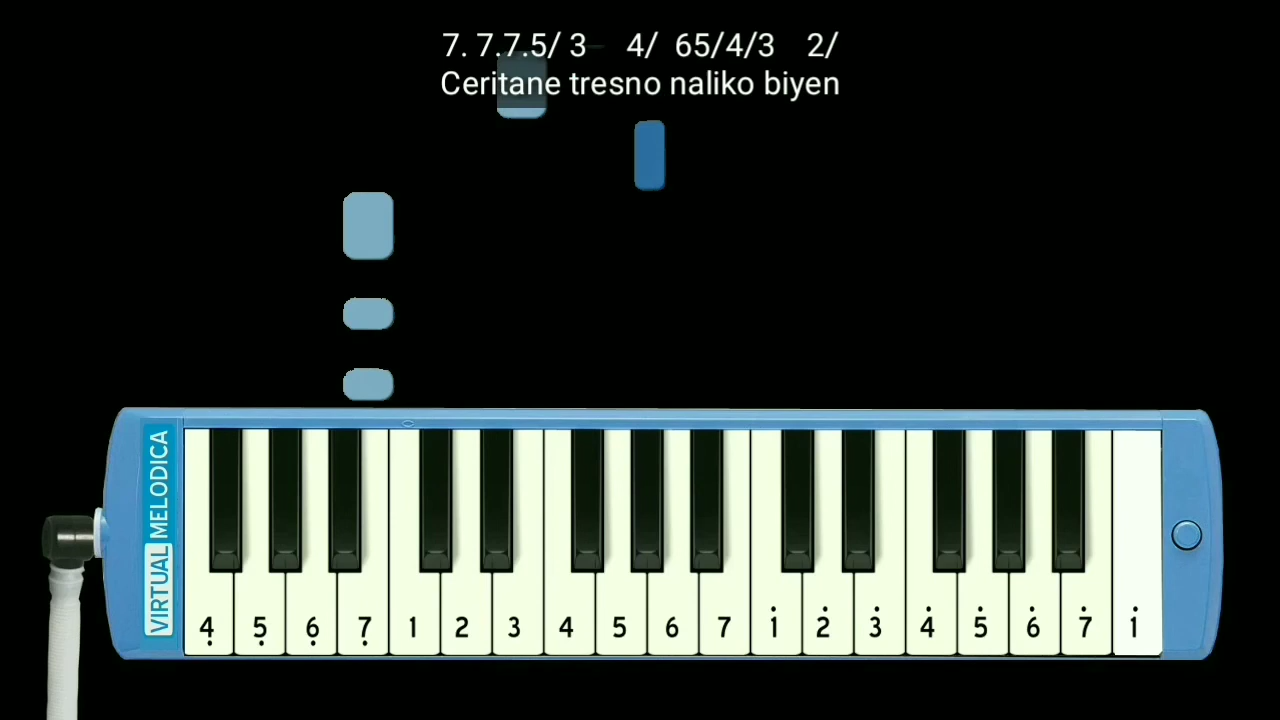 7. 7.7.5/ 3 4/ 65/4/3 2/
Ceritane tresno naliko biyen
VIRTUAL MELODICA
4̣ 5̣ 6̣ 7̣ 1 2 3 4 5 6 7 1̇ 2̇ 3̇ 4̇ 5̇ 6̇ 7̇ 1̇